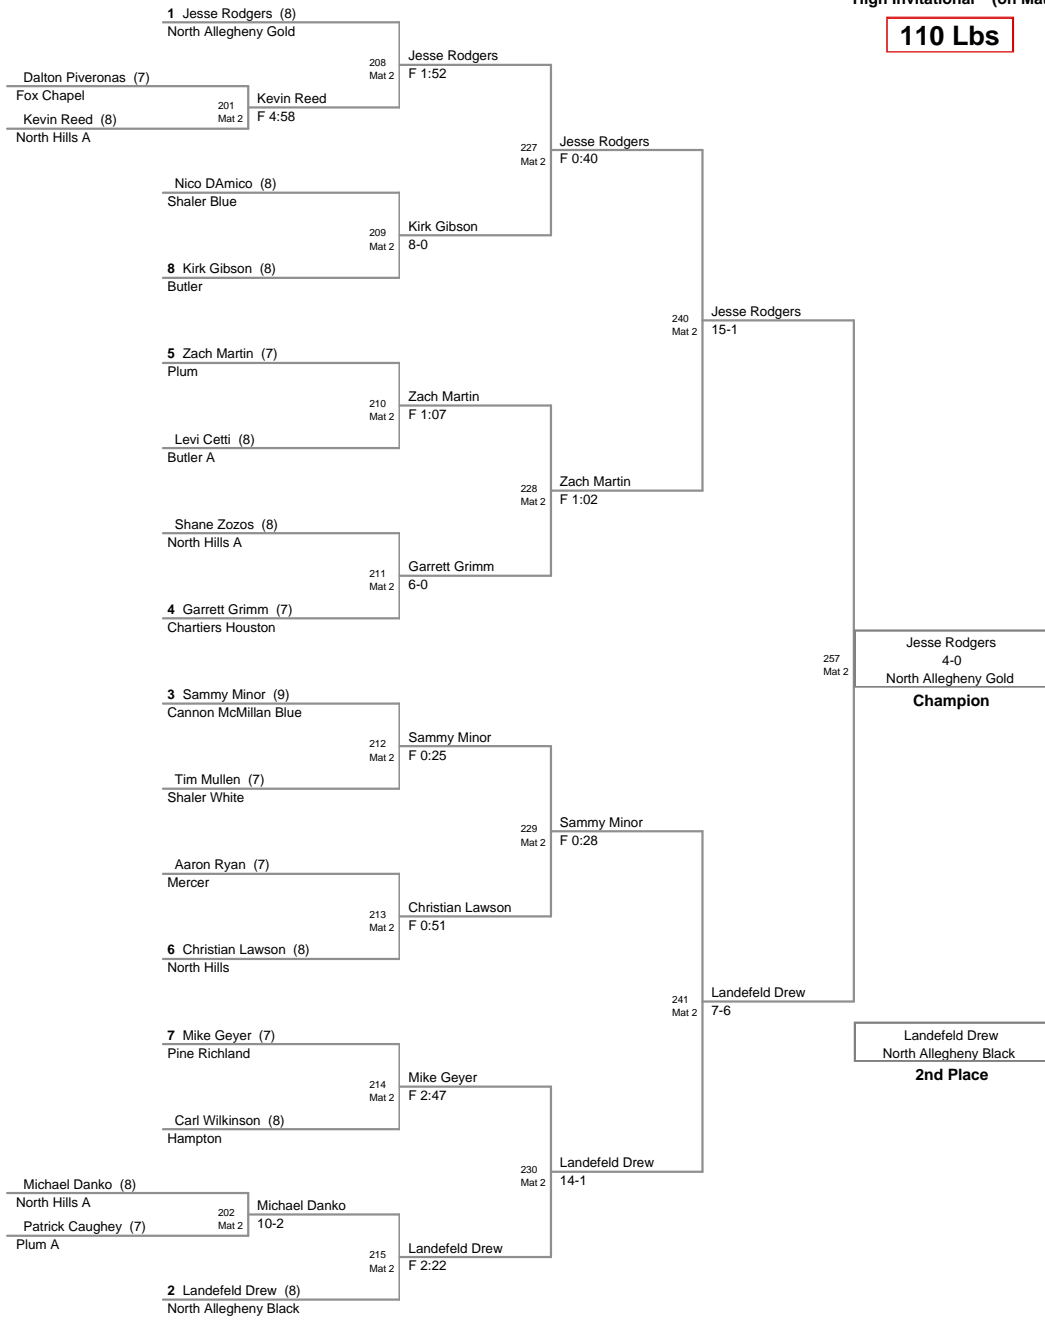 High Invitational (on Mat
110 Lbs
1 Jesse Rodgers (8)
North Allegheny Gold
208
Mat 2
Jesse Rodgers
F 1:52
Dalton Piveronas (7)
Fox Chapel
201
Mat 2
Kevin Reed
F 4:58
Kevin Reed (8)
North Hills A
227
Mat 2
Jesse Rodgers
F 0:40
Nico DAmico (8)
Shaler Blue
209
Mat 2
Kirk Gibson
8-0
8 Kirk Gibson (8)
Butler
240
Mat 2
Jesse Rodgers
15-1
5 Zach Martin (7)
Plum
210
Mat 2
Zach Martin
F 1:07
Levi Cetti (8)
Butler A
228
Mat 2
Zach Martin
F 1:02
Shane Zozos (8)
North Hills A
211
Mat 2
Garrett Grimm
6-0
4 Garrett Grimm (7)
Chartiers Houston
257
Mat 2
Jesse Rodgers
4-0
North Allegheny Gold
Champion
3 Sammy Minor (9)
Cannon McMillan Blue
212
Mat 2
Sammy Minor
F 0:25
Tim Mullen (7)
Shaler White
229
Mat 2
Sammy Minor
F 0:28
Aaron Ryan (7)
Mercer
213
Mat 2
Christian Lawson
F 0:51
6 Christian Lawson (8)
North Hills
241
Mat 2
Landefeld Drew
7-6
Landefeld Drew
North Allegheny Black
2nd Place
7 Mike Geyer (7)
Pine Richland
214
Mat 2
Mike Geyer
F 2:47
Carl Wilkinson (8)
Hampton
230
Mat 2
Landefeld Drew
14-1
Michael Danko (8)
North Hills A
202
Mat 2
Michael Danko
10-2
Patrick Caughey (7)
Plum A
215
Mat 2
Landefeld Drew
F 2:22
2 Landefeld Drew (8)
North Allegheny Black